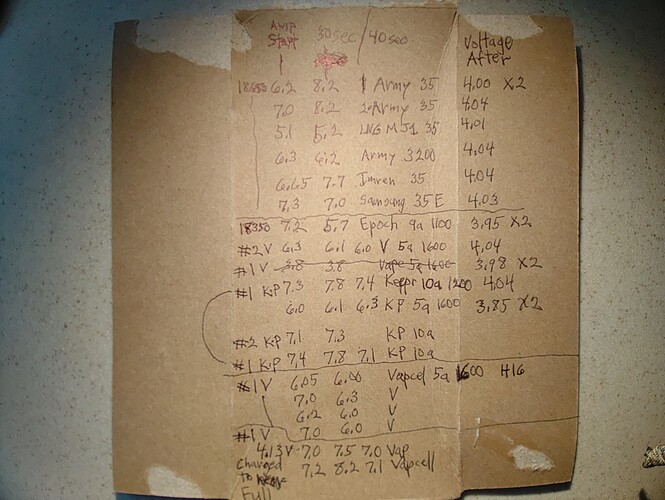 Amp Start 30sec / 40sec Voltage After
18650 6.2 8.2 1 Army 35 4.00 X2
7.0 8.2 2 Army 35 4.04
5.1 5.2 LNG MJ1 35 4.01
6.3 6.2 Army 3200 4.04
6.65 7.7 Imren 35 4.04
7.3 7.0 Samsung 35E 4.03
18350 7.2 5.7 Epoch 9a 1100 3.95 X2
#2 V 6.3 6.1 6.0 V 5a 1600 4.04
#1 V 3.8 3.8 Vape 5a 1600 3.98 X2
#1 KP 7.3 7.8 7.4 Keppr 10a 1200 4.04
6.0 6.1 6.3 KP 5a 1600 3.85 X2
#2 KP 7.1 7.3 KP 10a
#1 KP 7.4 7.8 7.1 KP 10a
#1 V 6.05 6.00 Vapcel 5a 1600 H16
7.0 6.3 V
6.2 6.0 V
#1 V 7.0 6.0 V
4.13V - 7.0 7.5 7.0 Vap
Charged to Full 7.2 8.2 7.1 Vapcell